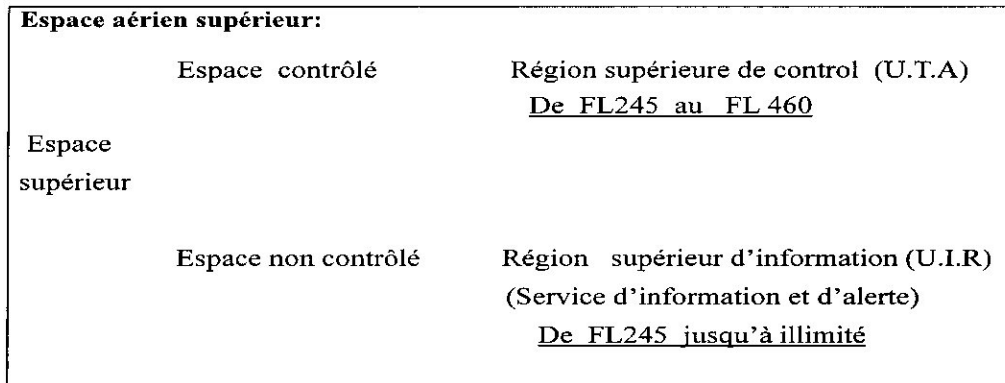 Espace aérien supérieur:
Espace contrôlé Région supérieure de control (U.T.A)
De FL245 au FL 460
Espace
supérieur
Espace non contrôlé Région supérieur d'information (U.I.R)
(Service d'information et d'alerte)
De FL245 jusqu'à illimité